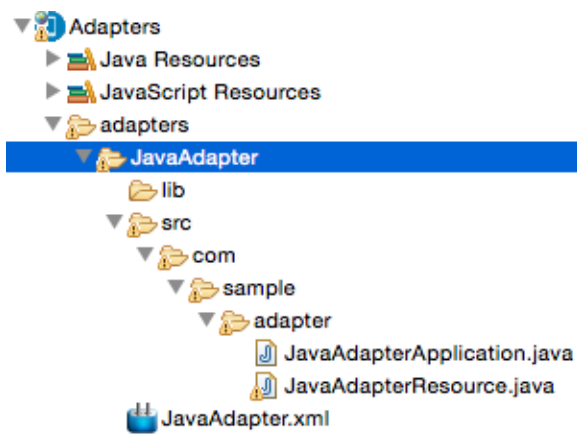 Adapters
Java Resources
JavaScript Resources
adapters
JavaAdapter
lib
src
com
sample
adapter
JavaAdapterApplication.java
JavaAdapterResource.java
JavaAdapter.xml